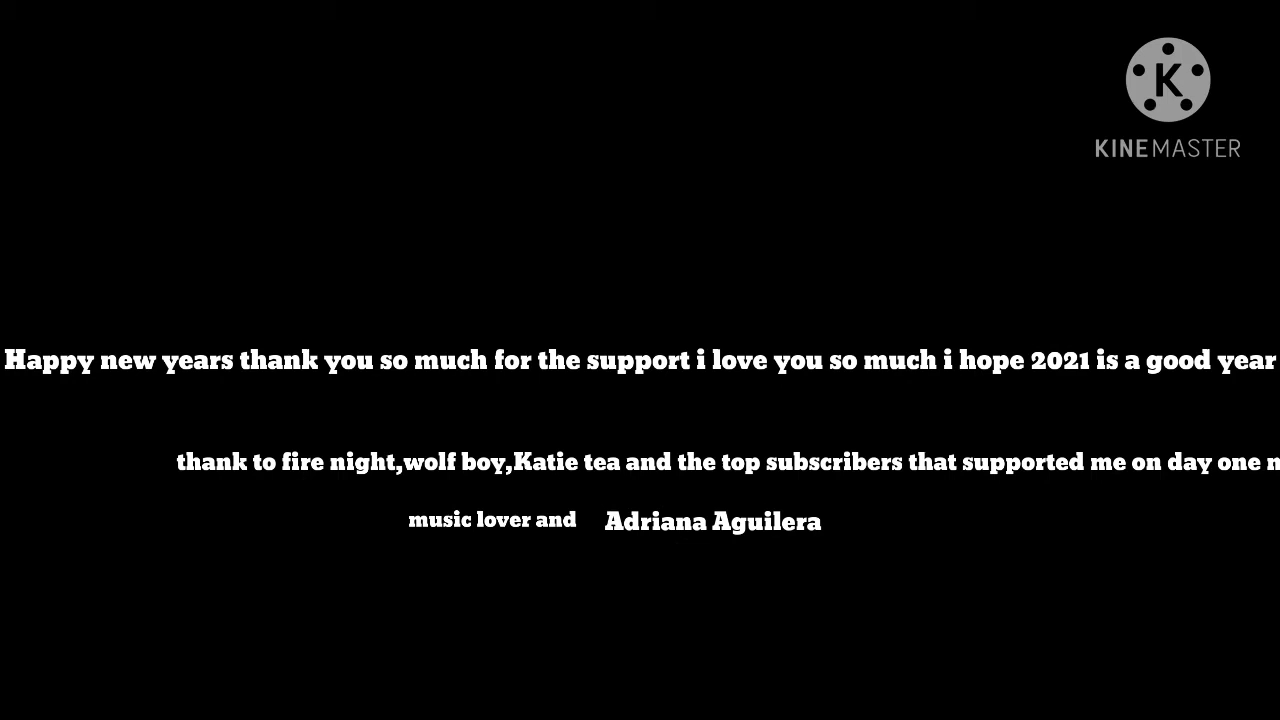 K
KINEMASTER
Happy new years thank you so much for the support i love you so much i hope 2021 is a good year
thank to fire night,wolf boy,Katie tea and the top subscribers that supported me on day one
music lover and Adriana Aguilera